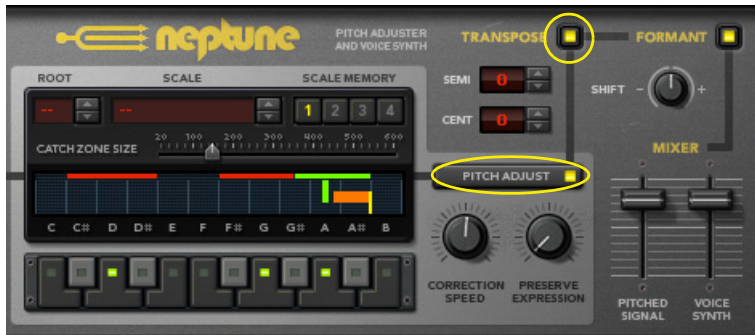 neptune
PITCH ADJUSTER
AND VOICE SYNTH
TRANSPOSE
FORMANT
ROOT
SCALE
SCALE MEMORY
-- -- 1 2 3 4
SEMI 0
CENT 0
SHIFT - +
CATCH ZONE SIZE 20 100 200 300 400 500 600
MIXER
PITCH ADJUST
C C# D D# E F F# G G# A A# B
CORRECTION
SPEED
PRESERVE
EXPRESSION
PITCHED
SIGNAL
VOICE
SYNTH